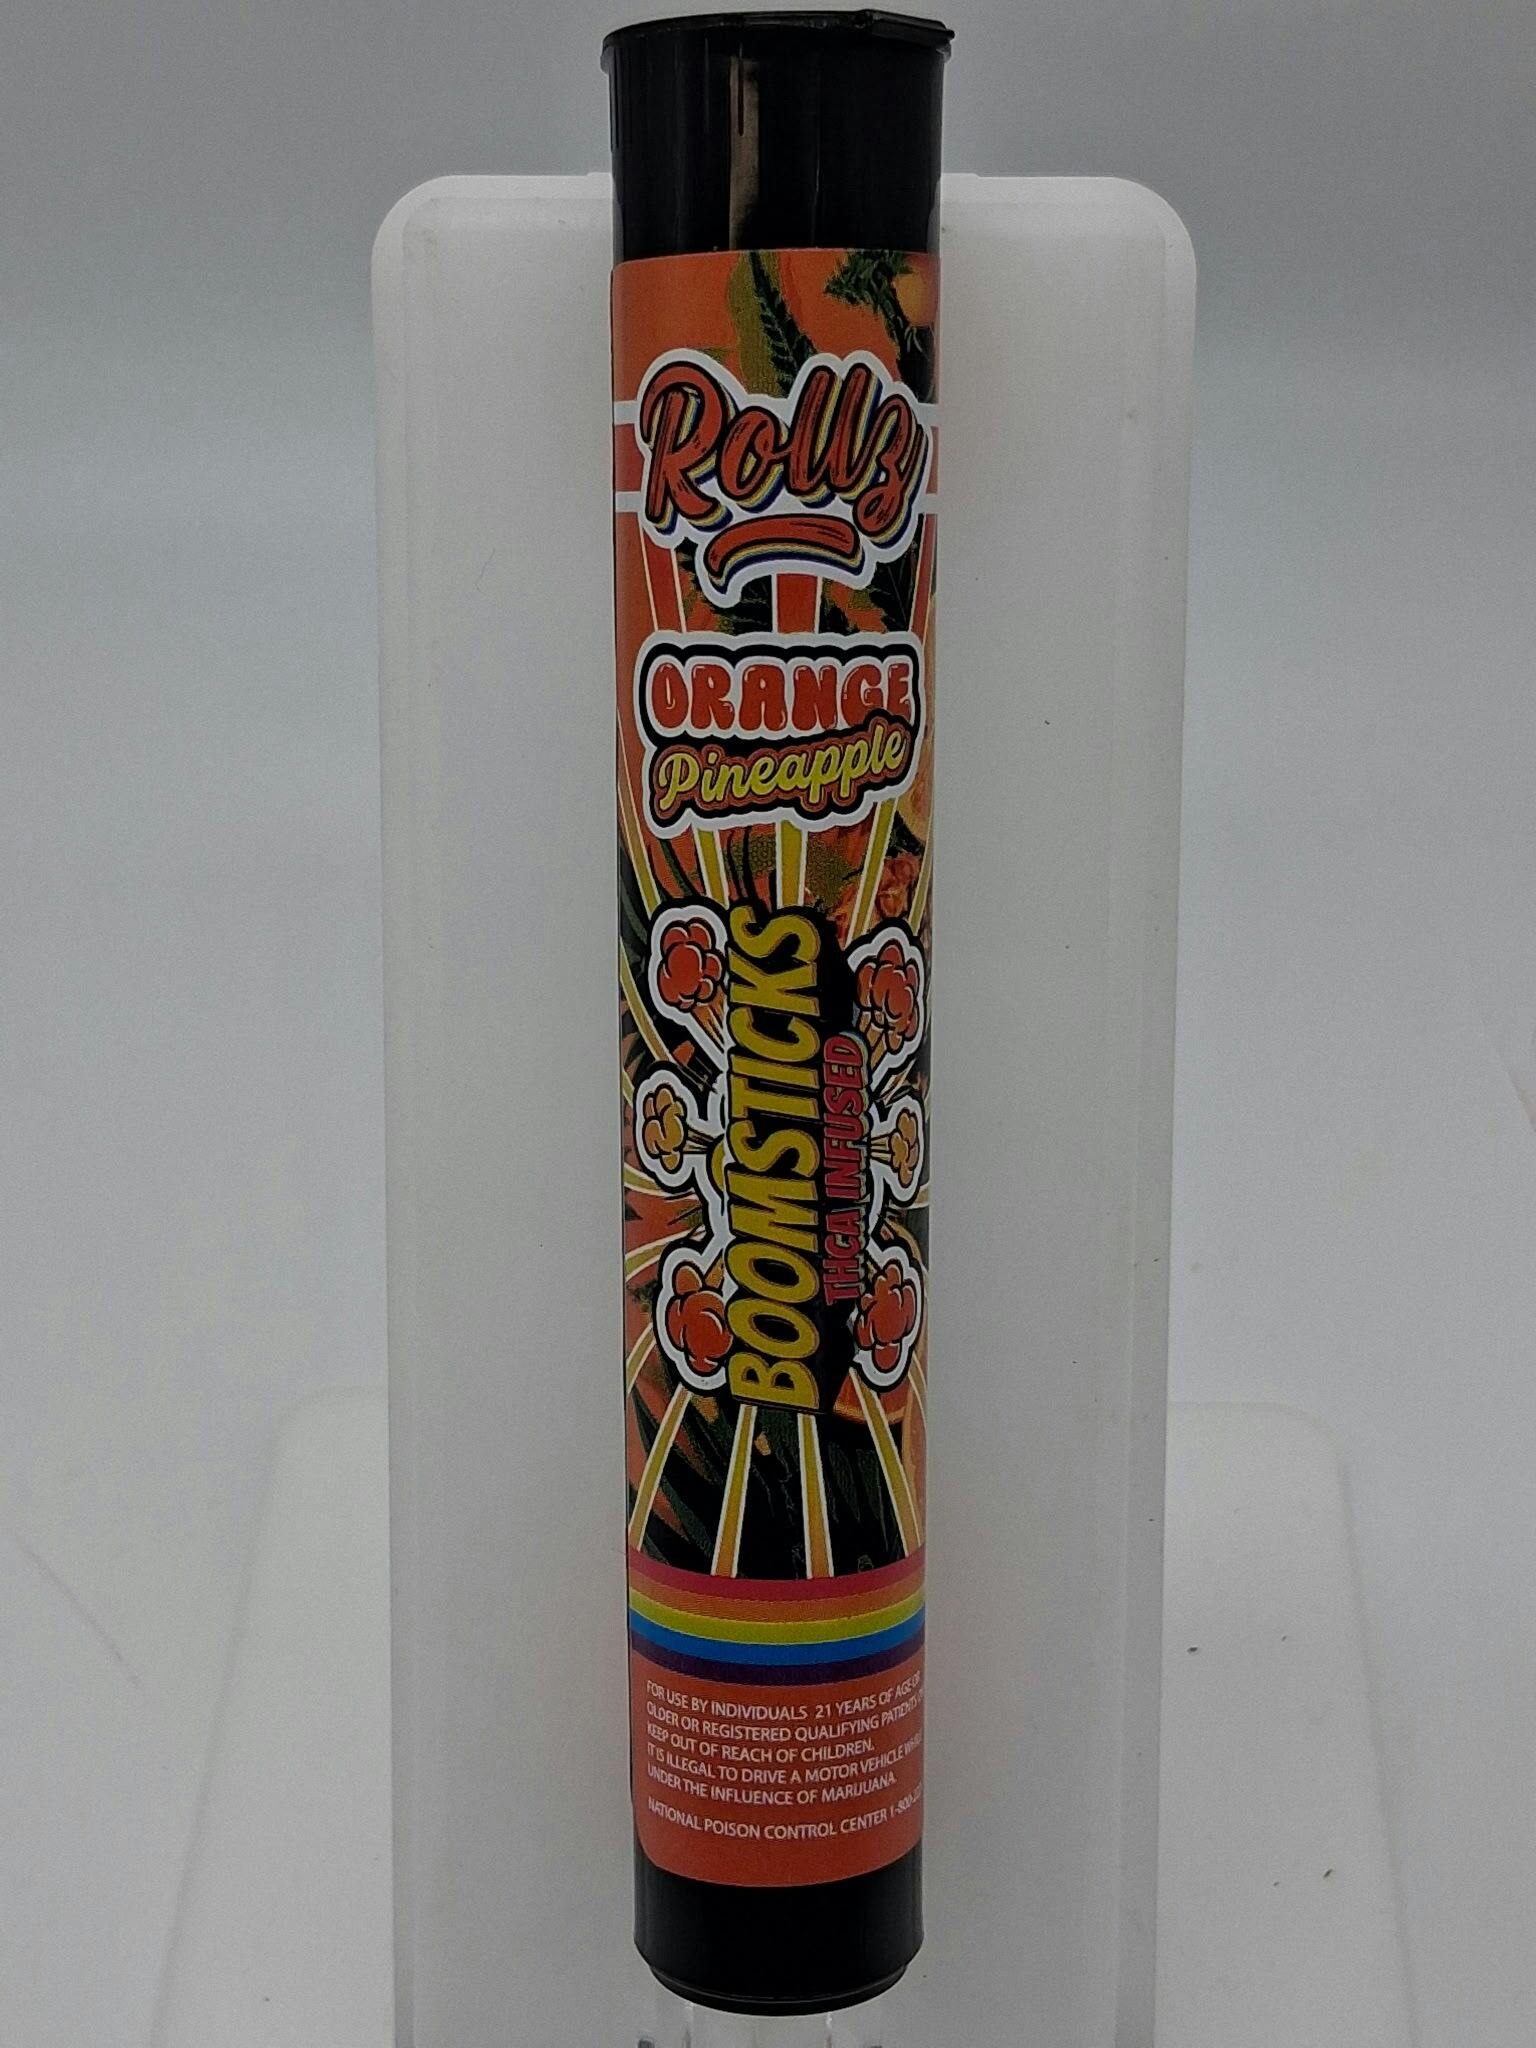 Rollz
ORANGE
Pineapple
BOOMSTICKS
THCA INFUSED
FOR USE BY INDIVIDUALS 21 YEARS OF AGE OR
OLDER OR REGISTERED QUALIFYING PATIENTS
KEEP OUT OF REACH OF CHILDREN.
IT IS ILLEGAL TO DRIVE A MOTOR VEHICLE
UNDER THE INFLUENCE OF MARIJUANA.
NATIONAL POISON CONTROL CENTER 1-800-